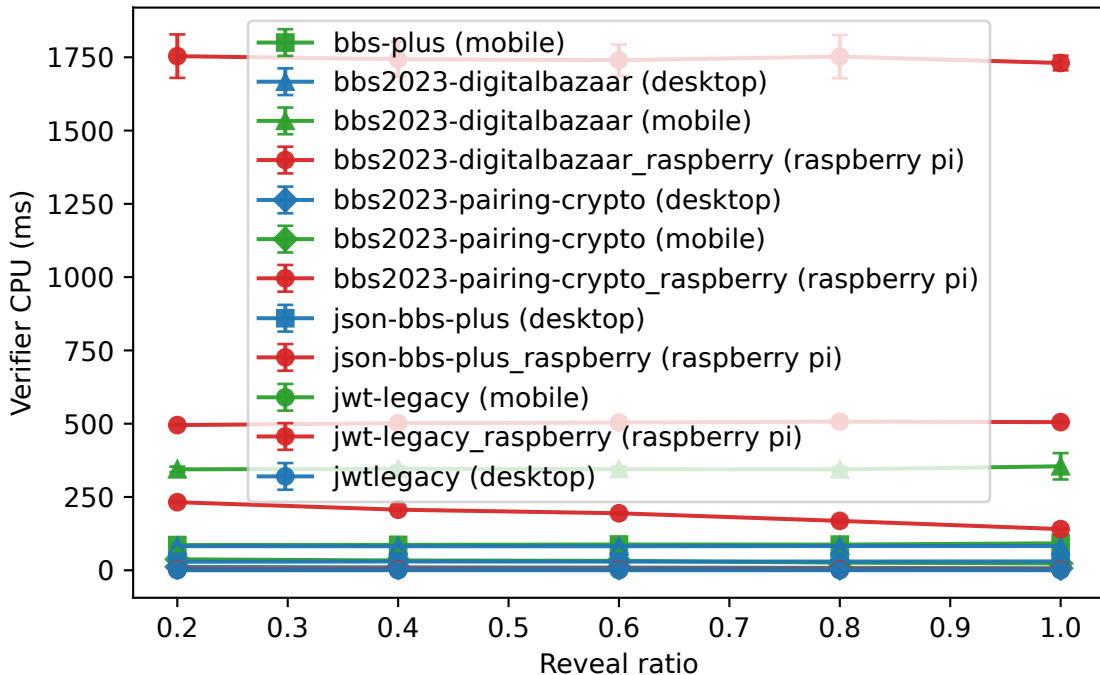 1750
1500
1250
1000
750
500
250
0
Verifier CPU (ms)
bbs-plus (mobile)
bbs2023-digitalbazaar (desktop)
bbs2023-digitalbazaar (mobile)
bbs2023-digitalbazaar_raspberry (raspberry pi)
bbs2023-pairing-crypto (desktop)
bbs2023-pairing-crypto (mobile)
bbs2023-pairing-crypto_raspberry (raspberry pi)
json-bbs-plus (desktop)
json-bbs-plus_raspberry (raspberry pi)
jwt-legacy (mobile)
jwt-legacy_raspberry (raspberry pi)
jwtlegacy (desktop)
0.2 0.3 0.4 0.5 0.6 0.7 0.8 0.9 1.0
Reveal ratio